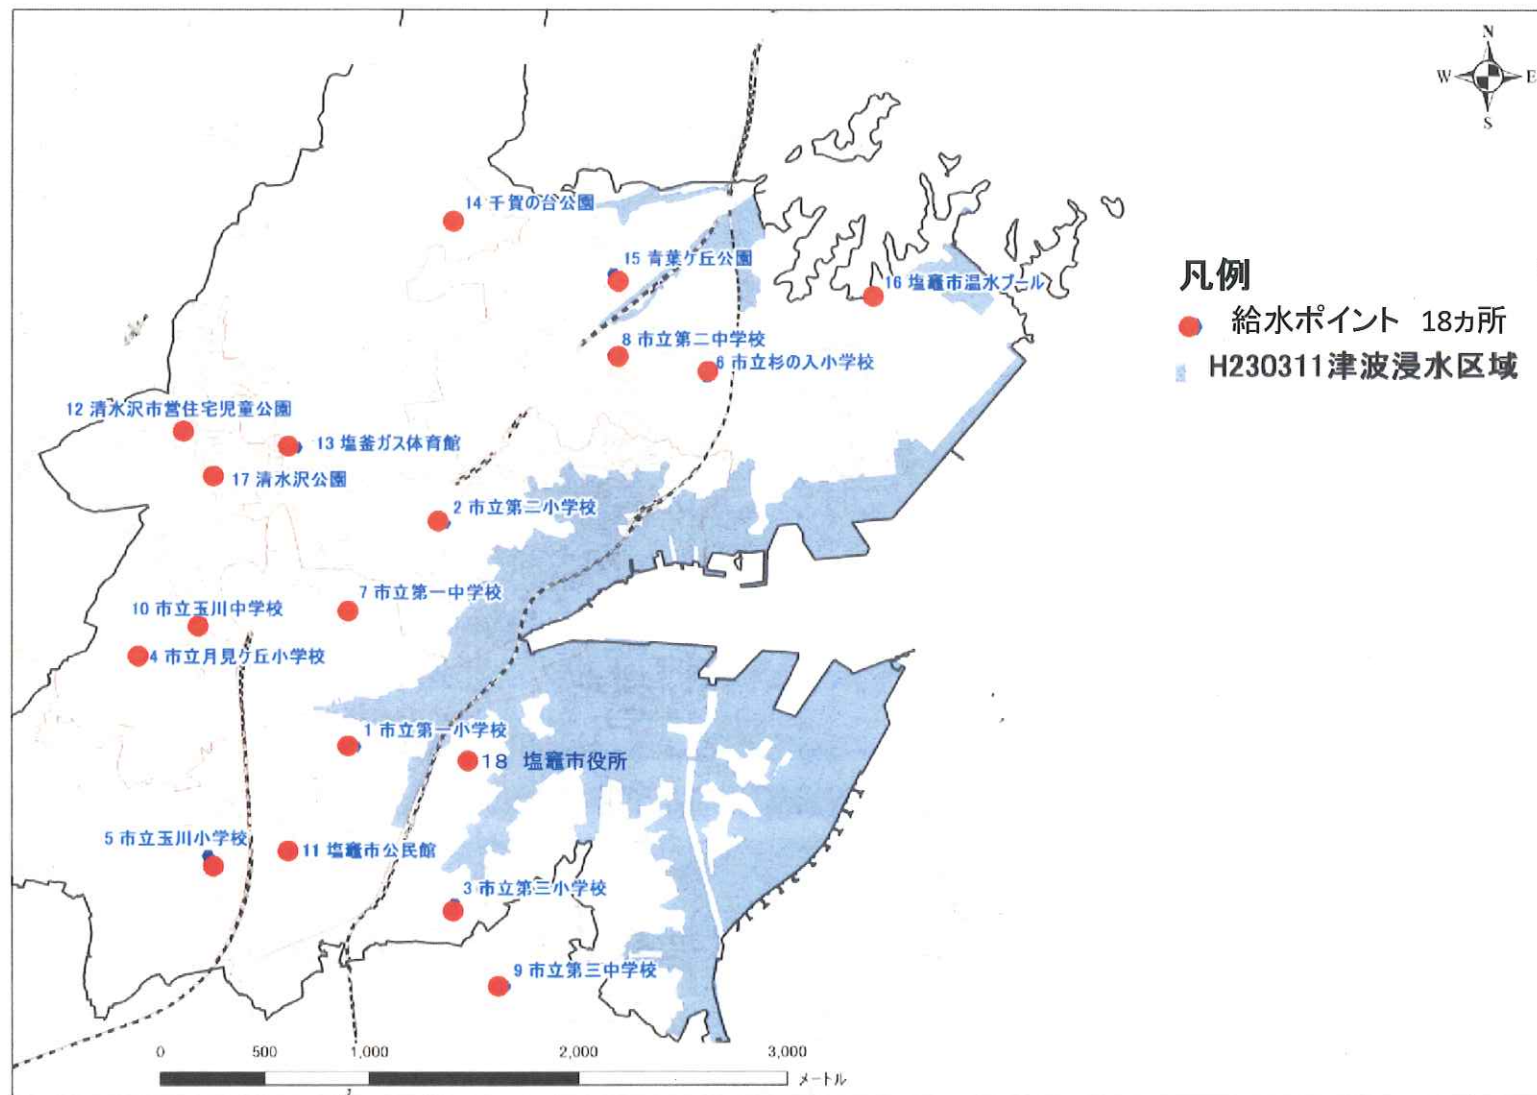 N
W
E
S
14 千賀の台公園
15 青葉ケ丘公園
16 塩竈市温水プール
凡例
給水ポイント 18カ所
H230311津波浸水区域
8 市立第二中学校
6 市立杉の入小学校
12 清水沢市営住宅児童公園
13 塩釜ガス体育館
17 清水沢公園
2 市立第二小学校
7 市立第一中学校
10 市立玉川中学校
4 市立月見ケ丘小学校
1 市立第一小学校
18 塩竈市役所
5 市立玉川小学校
11 塩竈市公民館
3 市立第三小学校
9 市立第三中学校
0 500 1,000 2,000 3,000
メートル